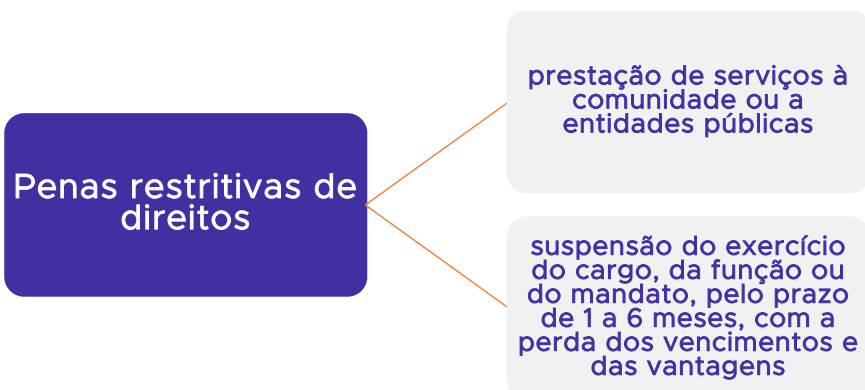 Penas restritivas de
direitos
prestação de serviços à
comunidade ou a
entidades públicas
suspensão do exercício
do cargo, da função ou
do mandato, pelo prazo
de 1 a 6 meses, com a
perda dos vencimentos e
das vantagens